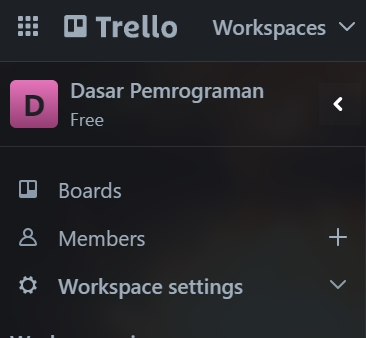 Trello Workspaces
D Dasar Pemrograman
Free
Boards
Members
Workspace settings